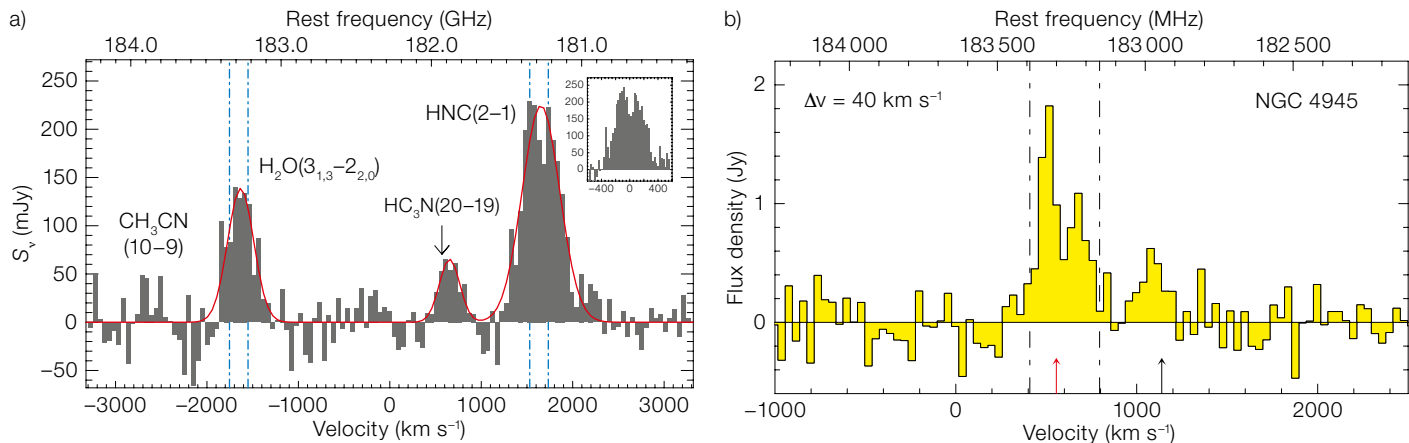 a)
Rest frequency (GHz)
184.0 183.0 182.0 181.0
250
200
150
100
50
0
−50
S_ν (mJy)
CH₃CN
(10−9)
H₂O(3₁,₃−2₂,₀)
HC₃N(20−19)
HNC(2−1)
250
200
150
100
50
0
−400 0 400
−3000 −2000 −1000 0 1000 2000 3000
Velocity (km s⁻¹)
b)
Rest frequency (MHz)
184 000 183 500 183 000 182 500
Δv = 40 km s⁻¹
NGC 4945
2
1
0
Flux density (Jy)
−1000 0 1000 2000
Velocity (km s⁻¹)